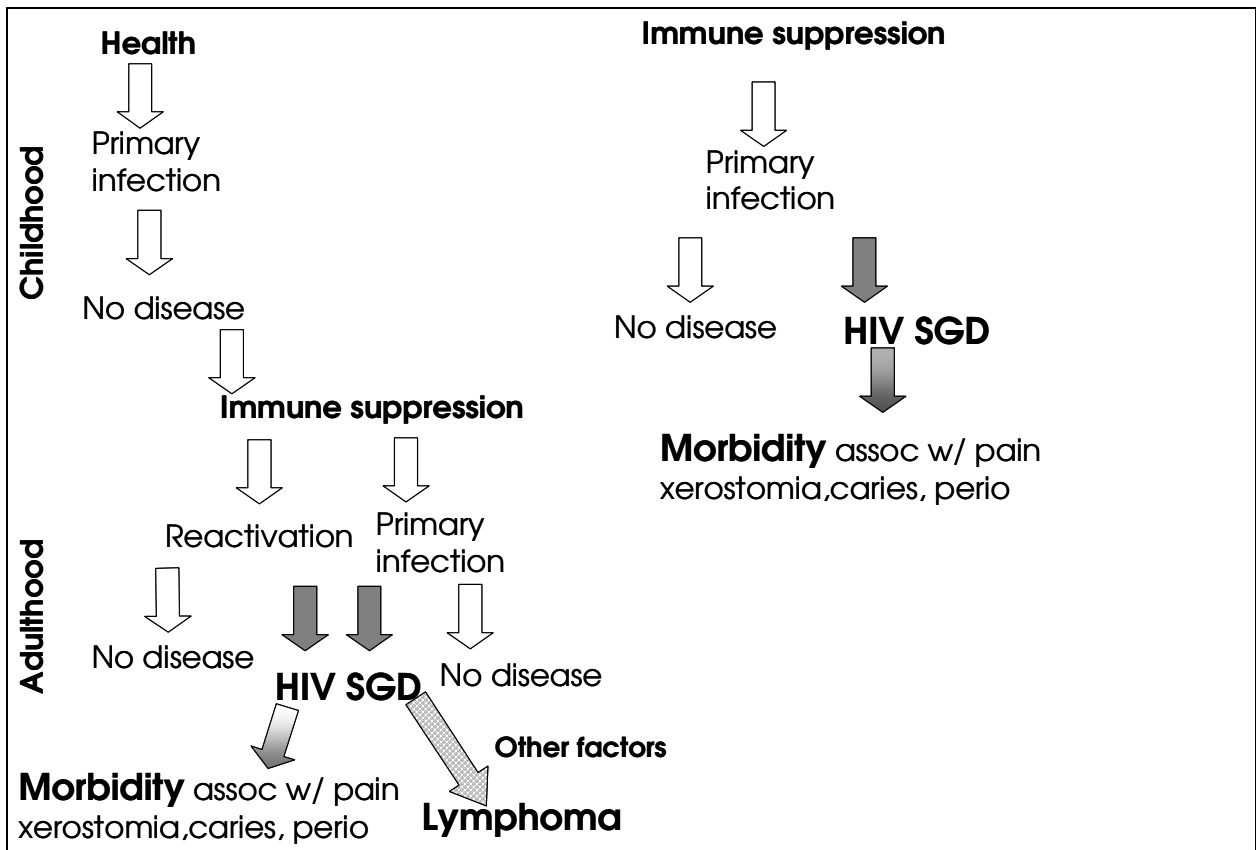 Health
Primary
infection
Childhood
No disease
Immune suppression
Reactivation
Primary
infection
Adulthood
No disease
HIV SGD
No disease
Other factors
Morbidity assoc w/ pain
xerostomia,caries, perio
Lymphoma
Immune suppression
Primary
infection
No disease
HIV SGD
Morbidity assoc w/ pain
xerostomia,caries, perio